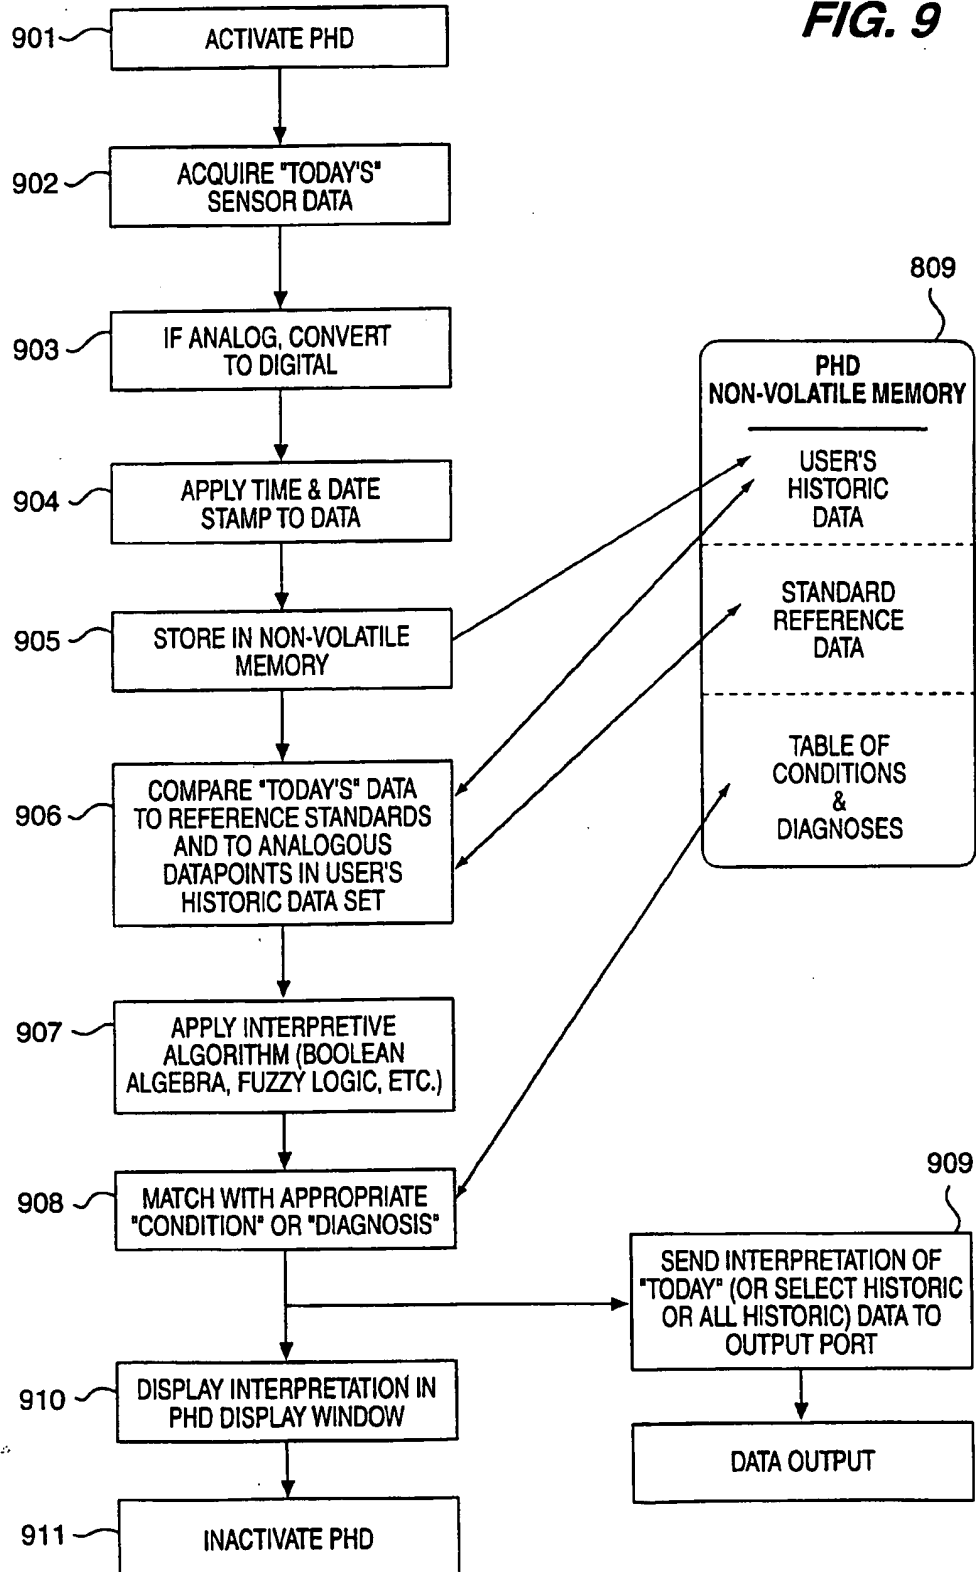 FIG. 9
901
ACTIVATE PHD
902
ACQUIRE "TODAY'S"
SENSOR DATA
903
IF ANALOG, CONVERT
TO DIGITAL
904
APPLY TIME & DATE
STAMP TO DATA
905
STORE IN NON-VOLATILE
MEMORY
906
COMPARE "TODAY'S" DATA
TO REFERENCE STANDARDS
AND TO ANALOGOUS
DATAPOINTS IN USER'S
HISTORIC DATA SET
907
APPLY INTERPRETIVE
ALGORITHM (BOOLEAN
ALGEBRA, FUZZY LOGIC, ETC.)
908
MATCH WITH APPROPRIATE
"CONDITION" OR "DIAGNOSIS"
910
DISPLAY INTERPRETATION IN
PHD DISPLAY WINDOW
911
INACTIVATE PHD
809
PHD
NON-VOLATILE MEMORY
USER'S
HISTORIC
DATA
STANDARD
REFERENCE
DATA
TABLE OF
CONDITIONS
&
DIAGNOSES
909
SEND INTERPRETATION OF
"TODAY" (OR SELECT HISTORIC
OR ALL HISTORIC) DATA TO
OUTPUT PORT
DATA OUTPUT